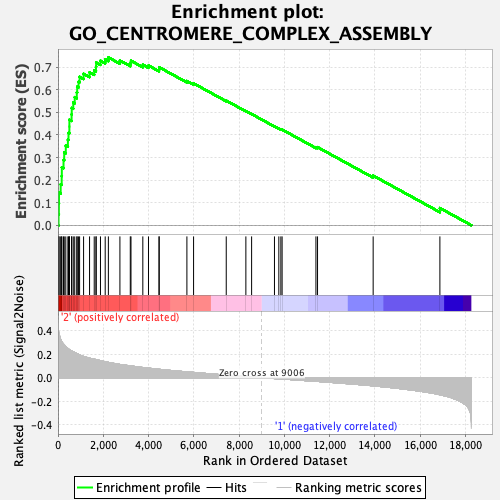 Enrichment plot:
GO_CENTROMERE_COMPLEX_ASSEMBLY
Enrichment score (ES)
0.7
0.6
0.5
0.4
0.3
0.2
0.1
0.0
Ranked list metric (Signal2Noise)
'2' (positively correlated)
0.4
0.2
0.0
-0.2
-0.4
Zero cross at 9006
'1' (negatively correlated)
0 2,000 4,000 6,000 8,000 10,000 12,000 14,000 16,000 18,000
Rank in Ordered Dataset
Enrichment profile Hits Ranking metric scores